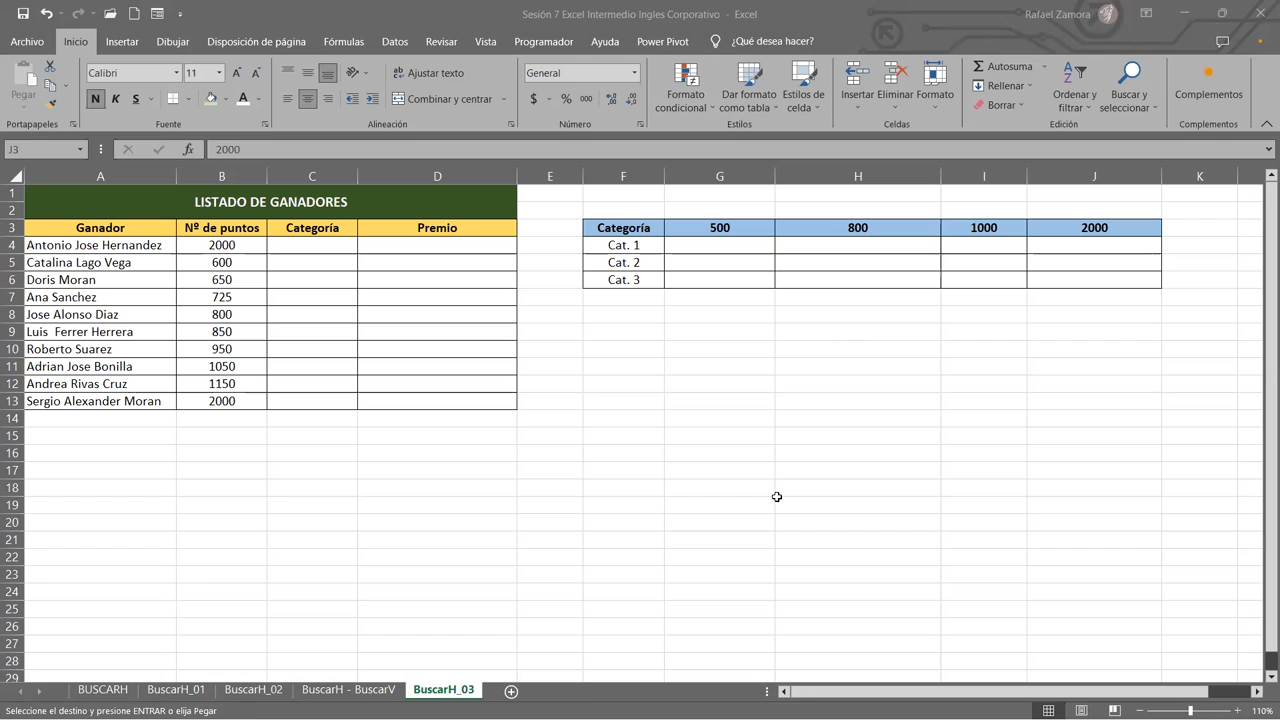 Sesión 7 Excel Intermedio Ingles Corporativo - Excel
Rafael Zamora
Archivo Inicio Insertar Dibujar Disposición de página Fórmulas Datos Revisar Vista Programador Ayuda Power Pivot ¿Qué desea hacer?
Pegar
Calibri 11
N K S
Ajustar texto
Combinar y centrar
General
$ % 000
Formato condicional
Dar formato como tabla
Estilos de celda
Insertar Eliminar Formato
Autosuma
Rellenar
Borrar
Ordenar y filtrar
Buscar y seleccionar
Complementos
Portapapeles Fuente Alineación Número Estilos Celdas Edición Complementos
J3 fx 2000
A B C D E F G H I J K
1 LISTADO DE GANADORES
2
3 Ganador Nº de puntos Categoría Premio Categoría 500 800 1000 2000
4 Antonio Jose Hernandez 2000 Cat. 1
5 Catalina Lago Vega 600 Cat. 2
6 Doris Moran 650 Cat. 3
7 Ana Sanchez 725
8 Jose Alonso Diaz 800
9 Luis Ferrer Herrera 850
10 Roberto Suarez 950
11 Adrian Jose Bonilla 1050
12 Andrea Rivas Cruz 1150
13 Sergio Alexander Moran 2000
14
15
16
17
18
19
20
21
22
23
24
25
26
27
28
29
BUSCARH BuscarH_01 BuscarH_02 BuscarH - BuscarV BuscarH_03
Seleccione el destino y presione ENTRAR o elija Pegar 110%